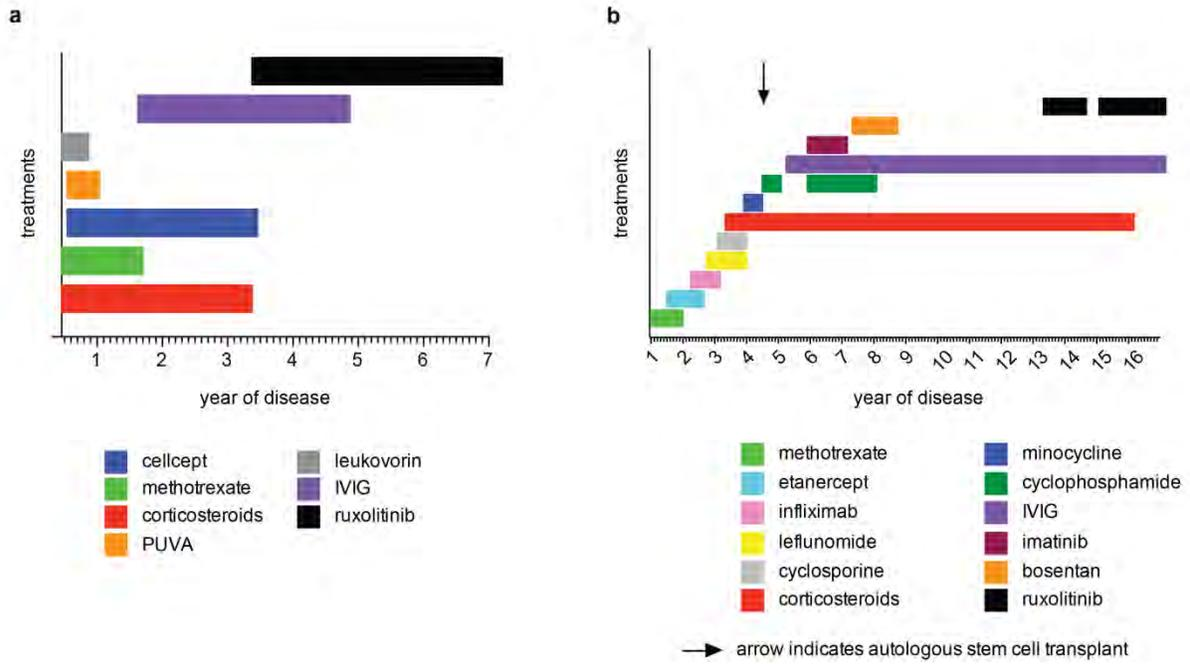 a
treatments
1 2 3 4 5 6 7
year of disease
cellcept
methotrexate
corticosteroids
PUVA
leukovorin
IVIG
ruxolitinib
b
treatments
1 2 3 4 5 6 7 8 9 10 11 12 13 14 15 16
year of disease
methotrexate
etanercept
infliximab
leflunomide
cyclosporine
corticosteroids
minocycline
cyclophosphamide
IVIG
imatinib
bosentan
ruxolitinib
arrow indicates autologous stem cell transplant